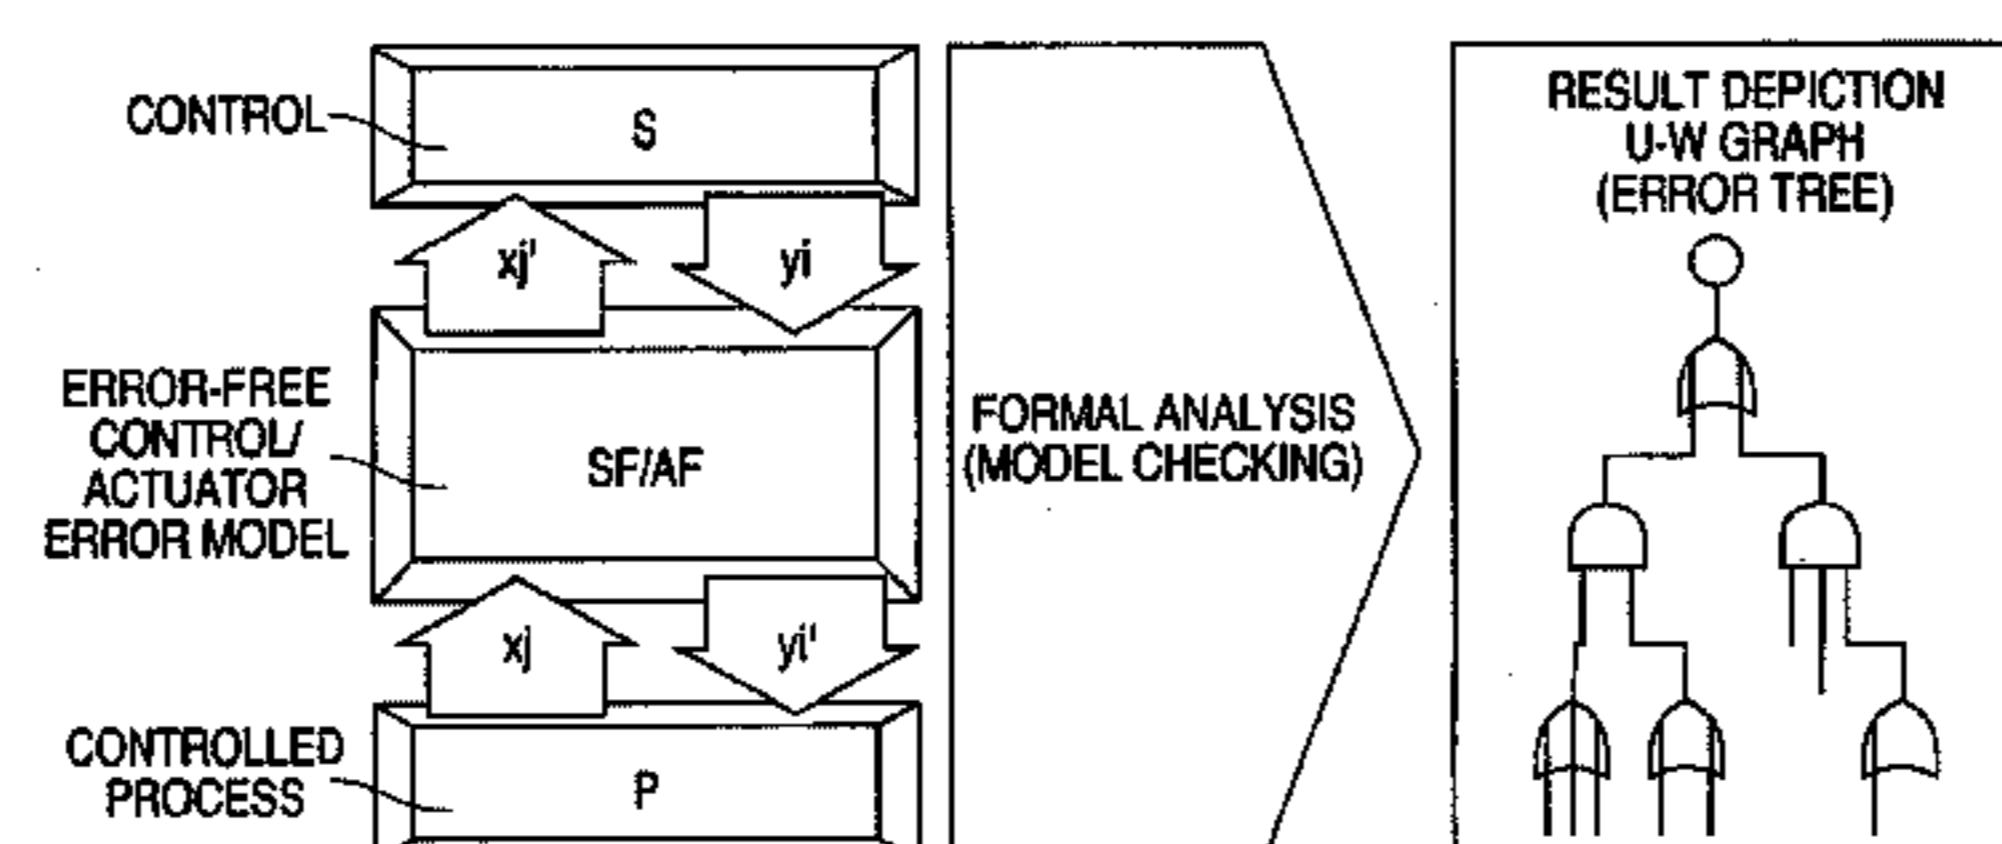 CONTROL
S
xj'
yi
ERROR-FREE
CONTROL/
ACTUATOR
ERROR MODEL
SF/AF
xj
yi'
CONTROLLED
PROCESS
P
FORMAL ANALYSIS
(MODEL CHECKING)
RESULT DEPICTION
U-W GRAPH
(ERROR TREE)